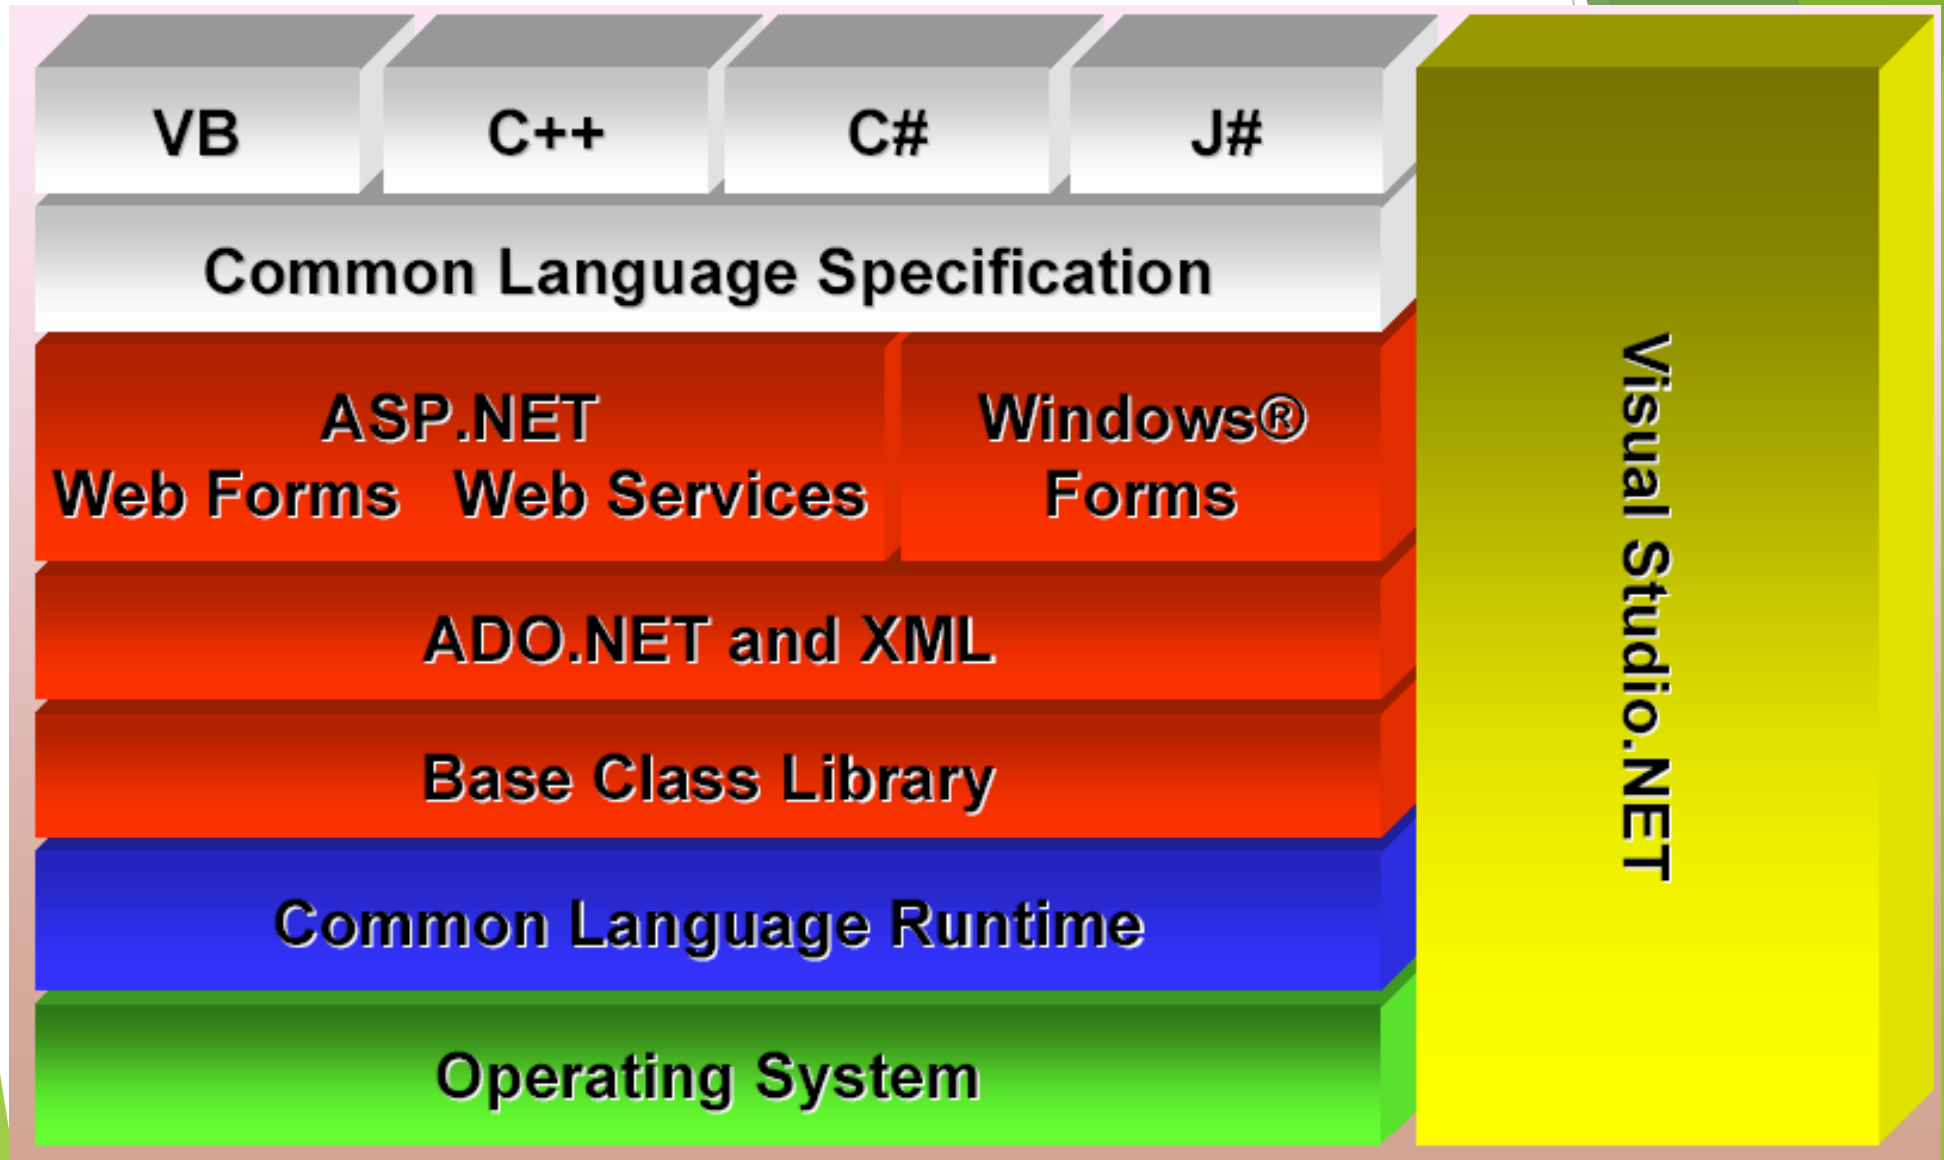 VB
C++
C#
J#
Common Language Specification
ASP.NET
Web Forms Web Services
Windows®
Forms
ADO.NET and XML
Base Class Library
Common Language Runtime
Operating System
Visual Studio.NET